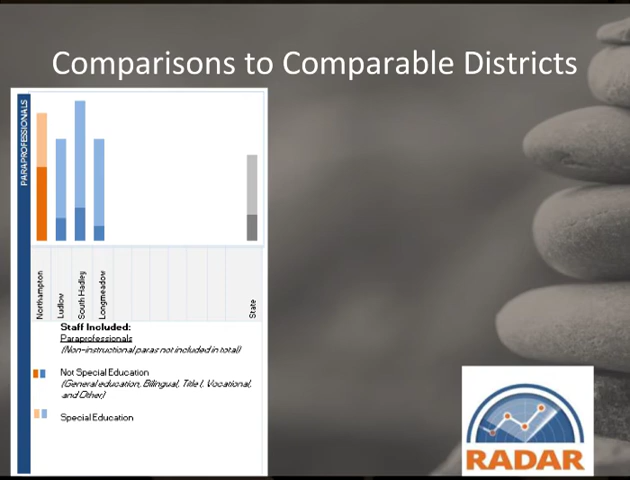 Comparisons to Comparable Districts
PARAPROFESSIONALS
Northampton
Ludlow
South Hadley
Longmeadow
State
Staff Included:
Paraprofessionals
(Non-instructional paras not included in total)
Not Special Education
(General education, Bilingual, Title I, Vocational,
and Other)
Special Education
RADAR